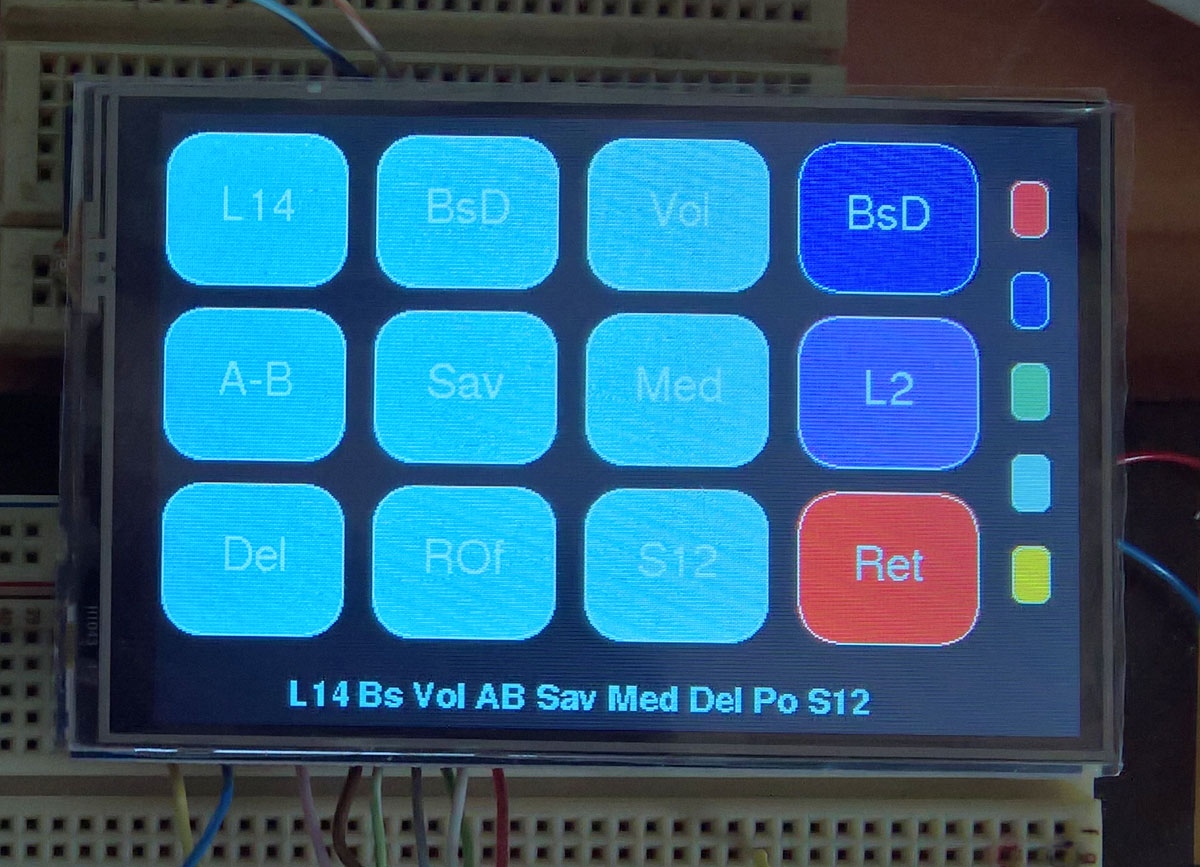 L14 BsD Vol BsD
A-B Sav Med L2
Del ROf S12 Ret
L14 Bs Vol AB Sav Med Del Po S12